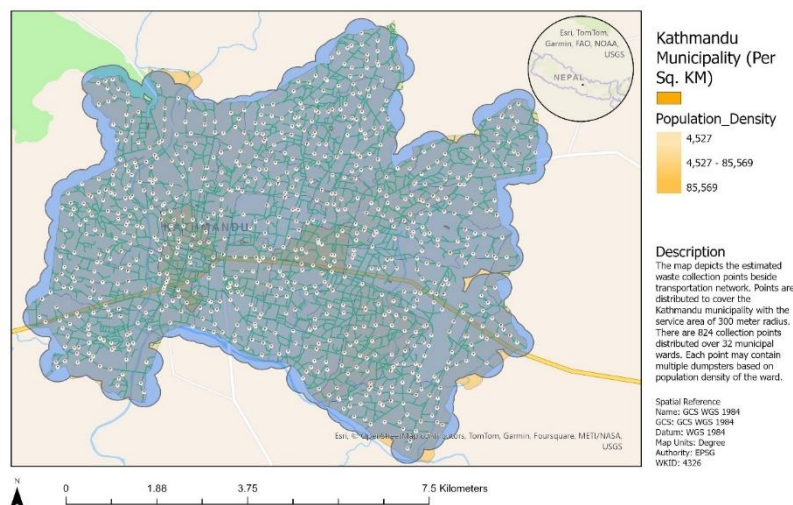 Esri, TomTom,
Garmin, FAO, NOAA,
USGS
NEPAL
KATHMANDU
Esri, © OpenStreetMap contributors, TomTom, Garmin, Foursquare, METI/NASA,
USGS
N
0 1.88 3.75 7.5 Kilometers
Kathmandu
Municipality (Per
Sq. KM)
Population_Density
4,527
4,527 - 85,569
85,569
Description
The map depicts the estimated
waste collection points beside
transportation network. Points are
distributed to cover the
Kathmandu municipality with the
service area of 300 meter radius.
There are 824 collection points
distributed over 32 municipal
wards. Each point may contain
multiple dumpsters based on
population density of the ward.
Spatial Reference
Name: GCS WGS 1984
GCS: GCS WGS 1984
Datum: WGS 1984
Map Units: Degree
Authority: EPSG
WKID: 4326